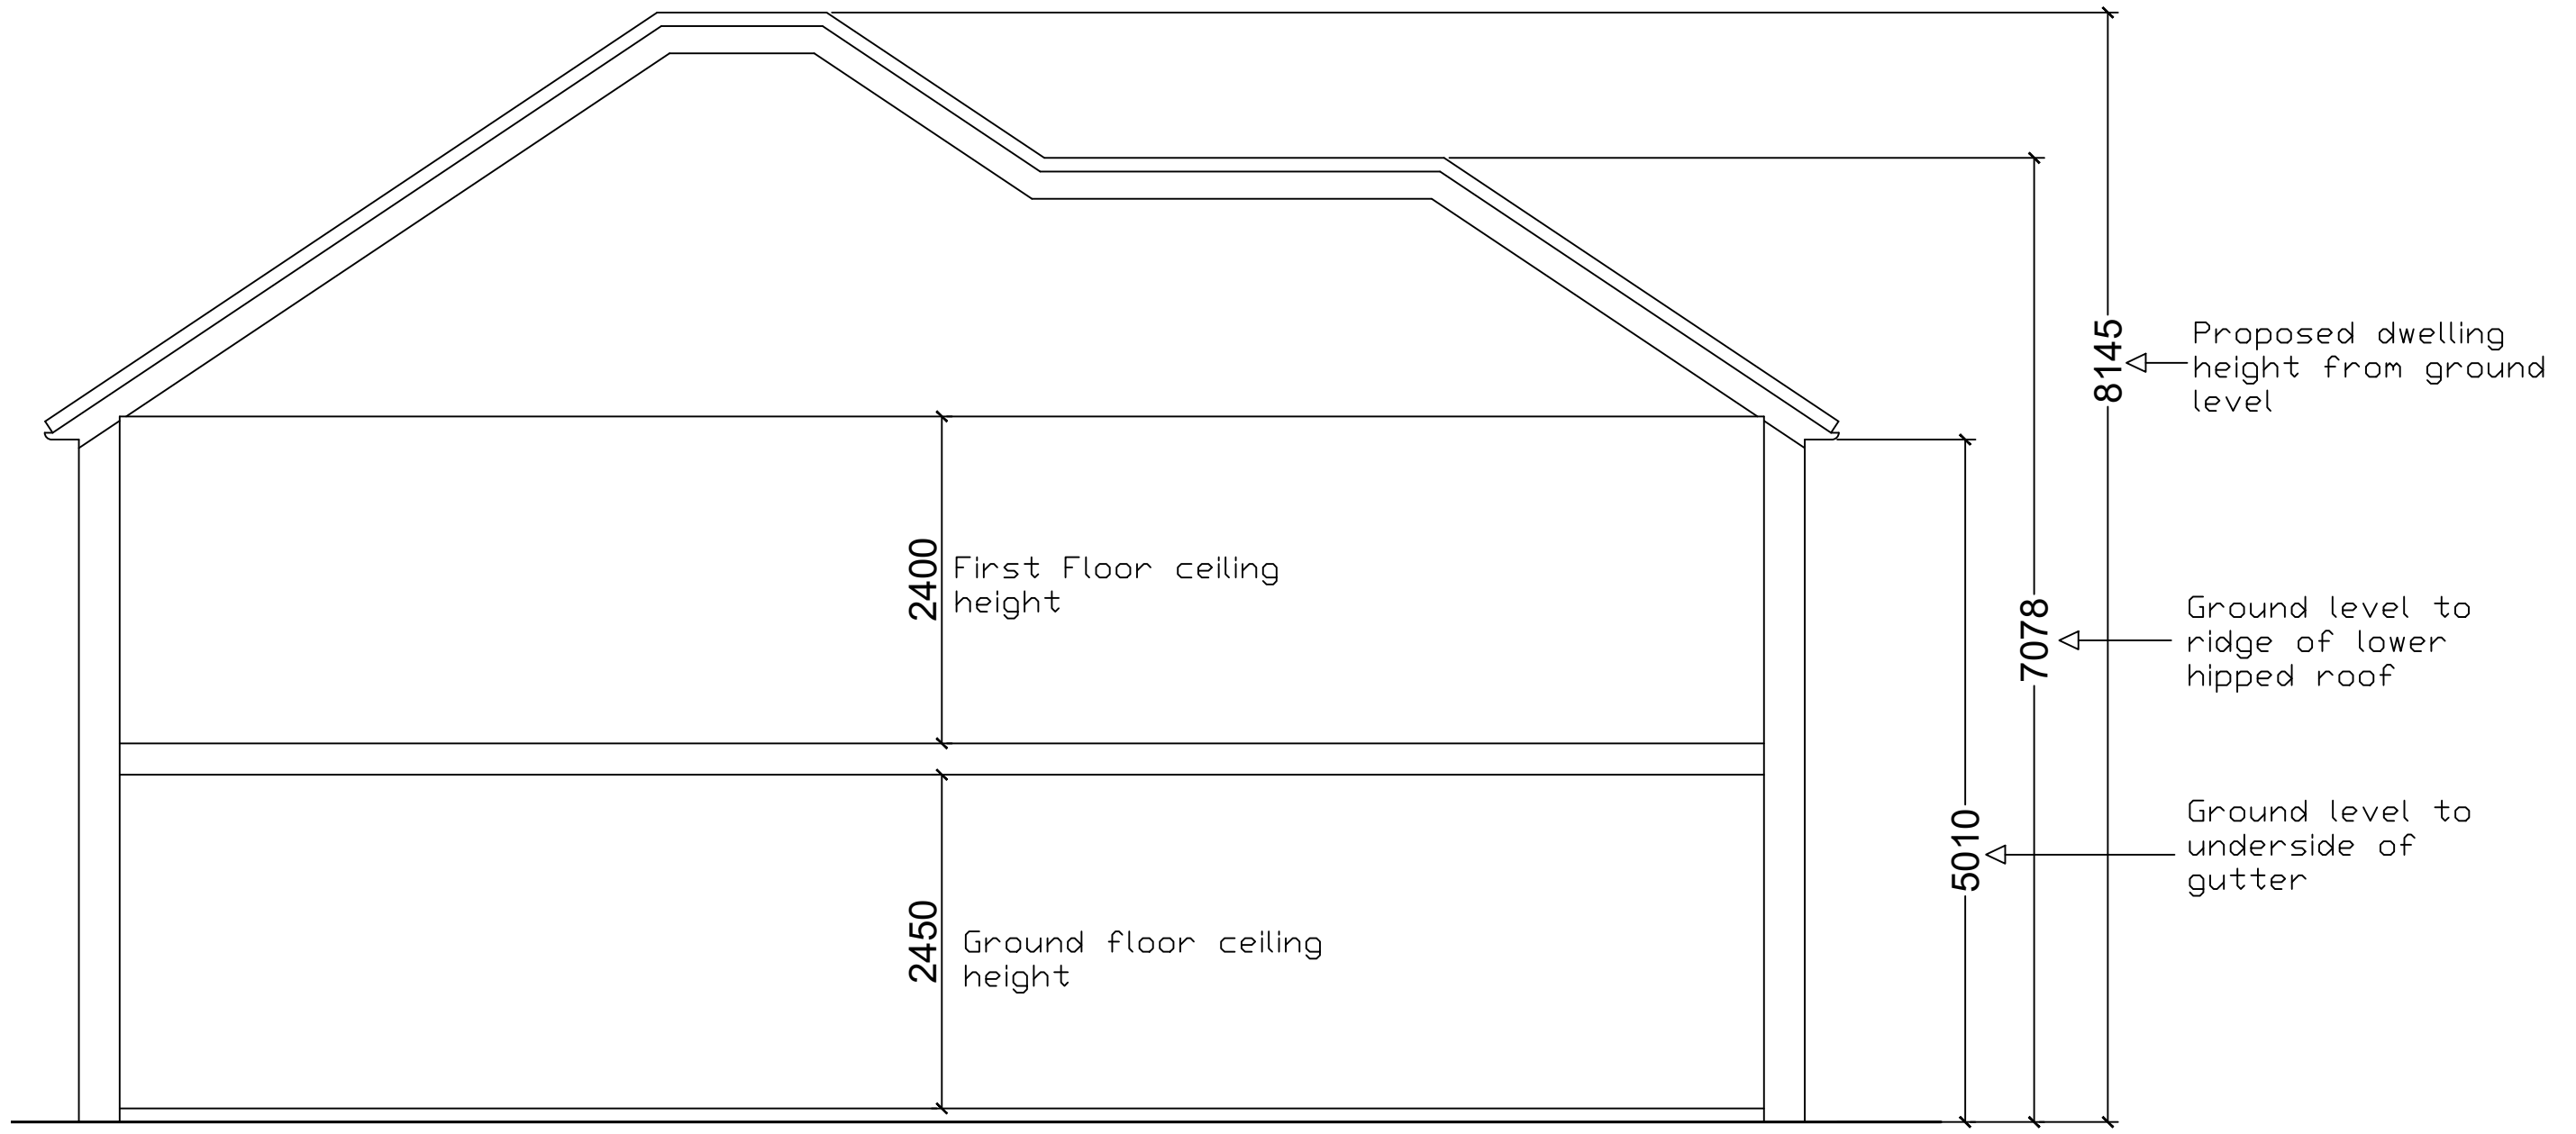 8145
Proposed dwelling
height from ground
level
2400
First Floor ceiling
height
7078
Ground level to
ridge of lower
hipped roof
5010
Ground level to
underside of
gutter
2450
Ground floor ceiling
height